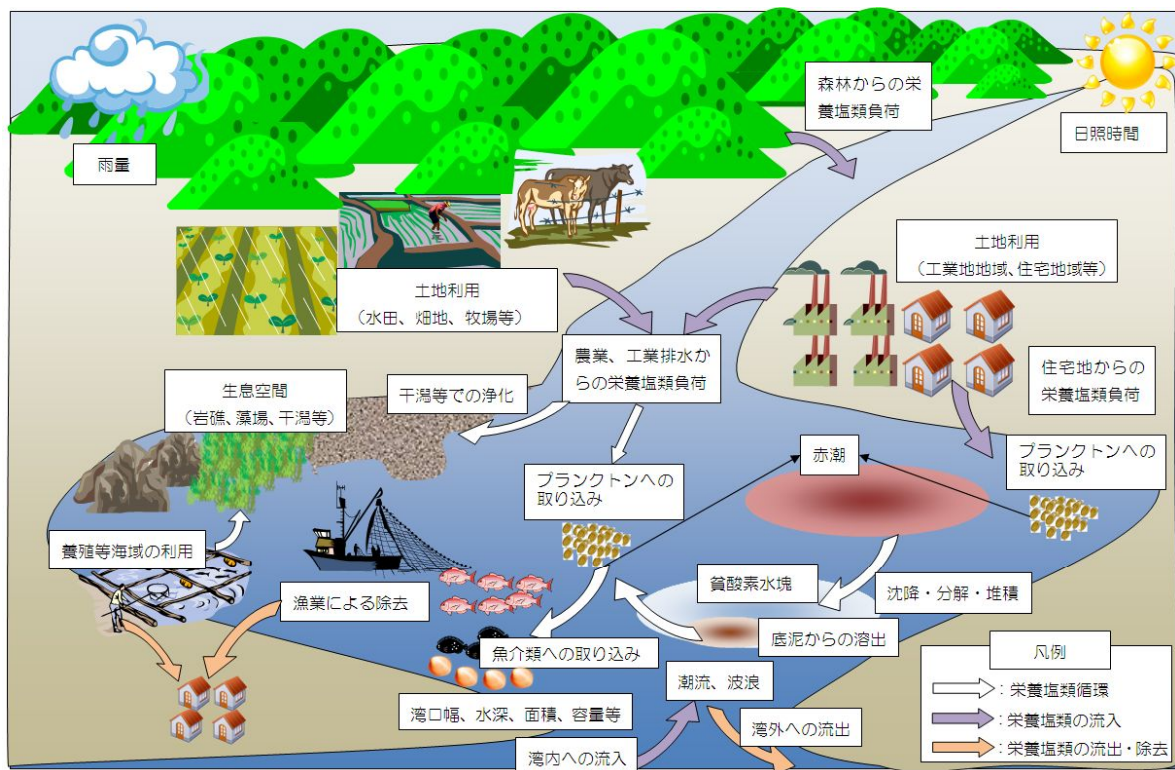 森林からの栄
養塩類負荷
日照時間
雨量
土地利用
(工業地地域、住宅地域等)
土地利用
(水田、畑地、牧場等)
農業、工業排水か
らの栄養塩類負荷
住宅地からの
栄養塩類負荷
生息空間
(岩礁、藻場、干潟等)
干潟等での浄化
赤潮
プランクトンへの
取り込み
プランクトンへの
取り込み
養殖等海域の利用
貧酸素水塊
沈降・分解・堆積
漁業による除去
底泥からの溶出
魚介類への取り込み
潮流、波浪
湾口幅、水深、面積、容量等
湾外への流出
湾内への流入
凡例
:栄養塩類循環
:栄養塩類の流入
:栄養塩類の流出・除去